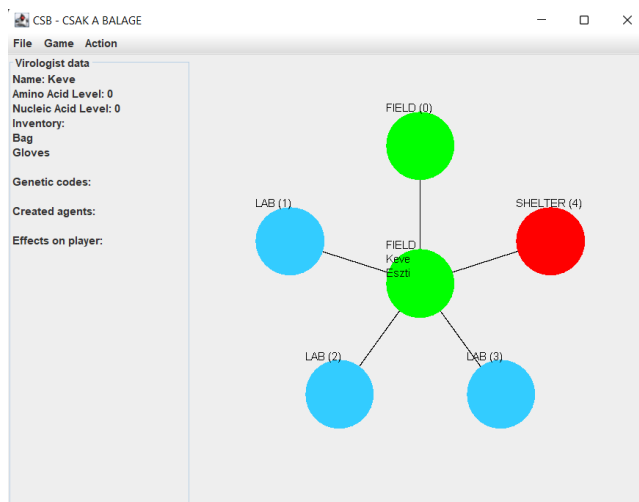 CSB - CSAK A BALAGE
File Game Action
Virologist data
Name: Keve
Amino Acid Level: 0
Nucleic Acid Level: 0
Inventory:
Bag
Gloves
Genetic codes:
Created agents:
Effects on player:
FIELD (0)
LAB (1)
SHELTER (4)
FIELD
Keve
Eszti
LAB (2)
LAB (3)